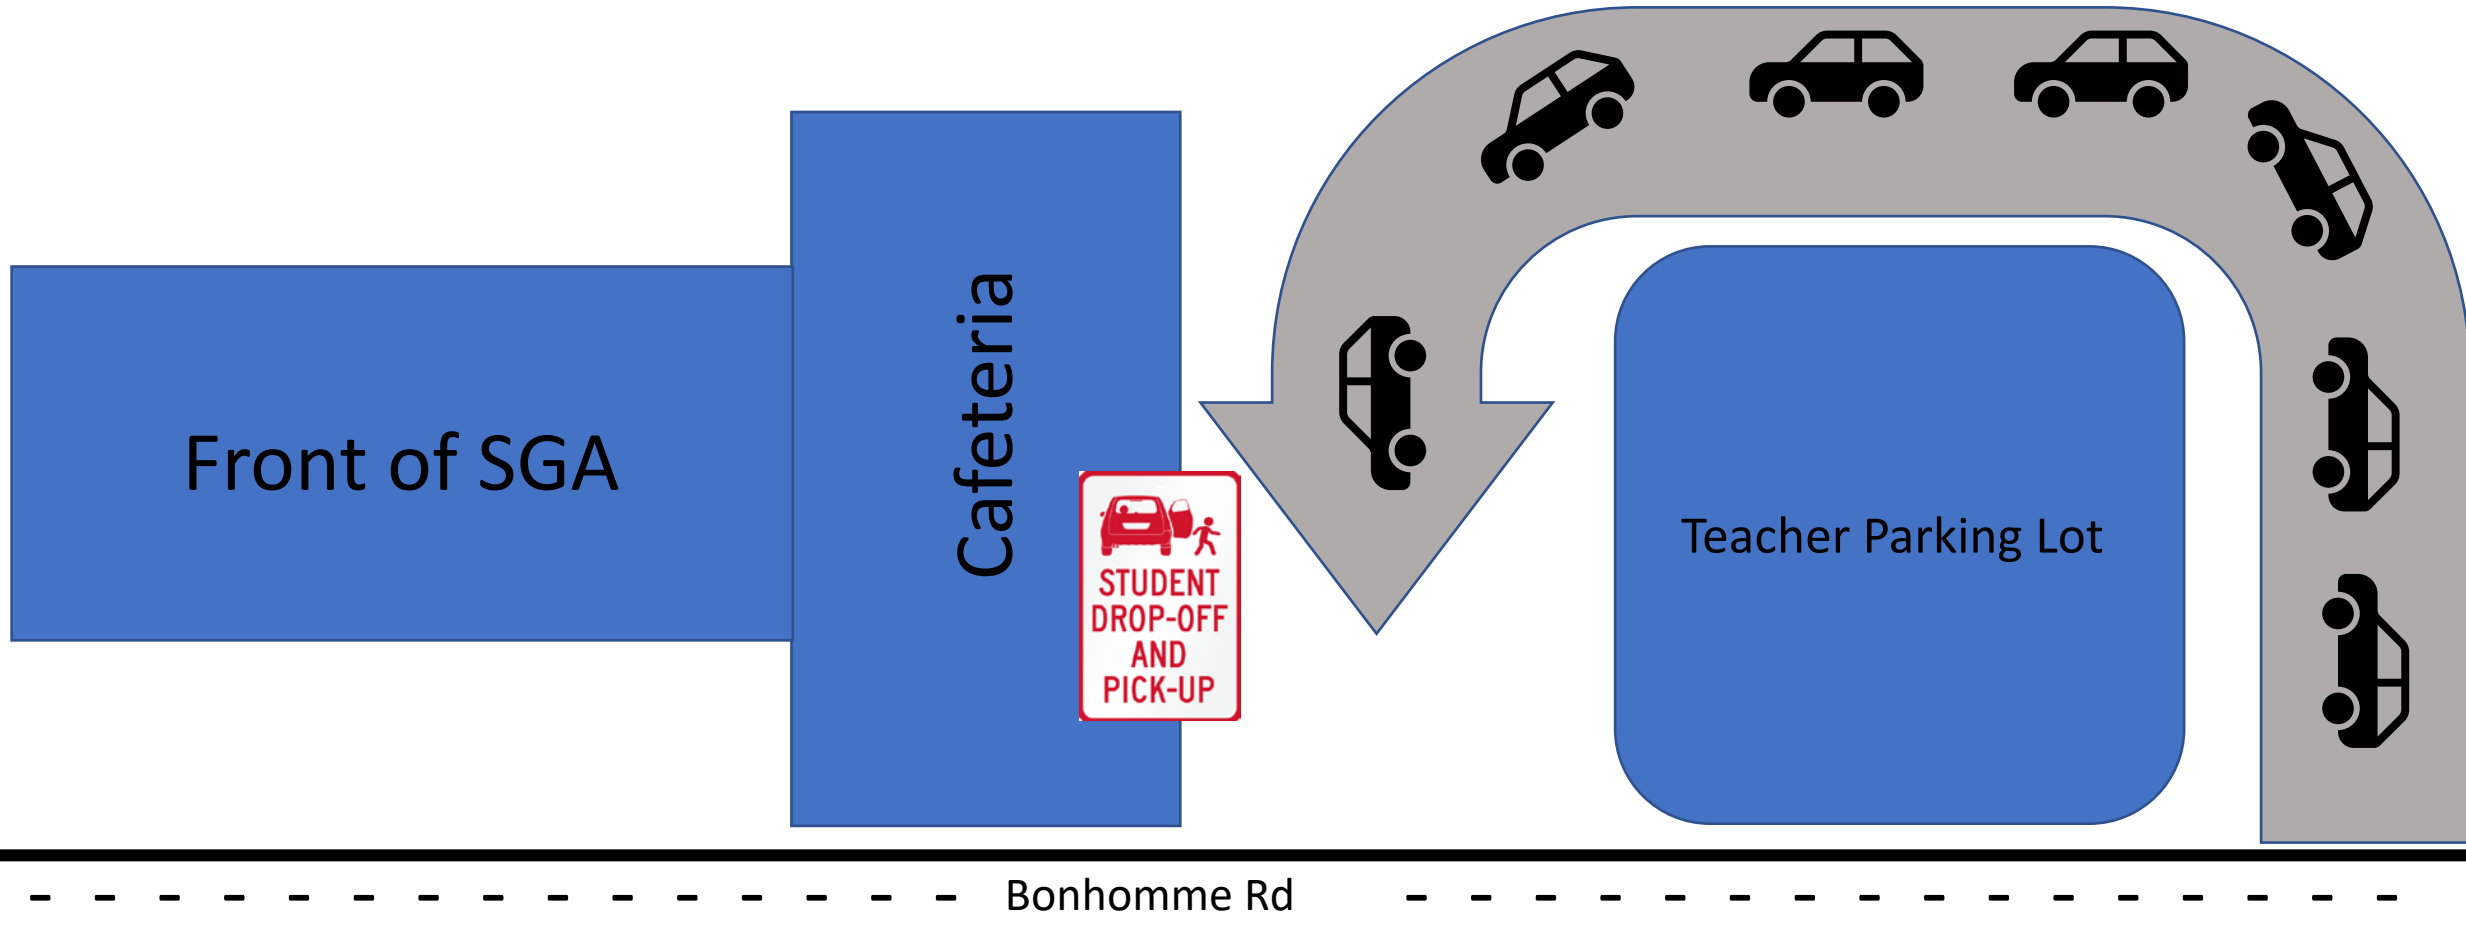 Front of SGA
Cafeteria
STUDENT
DROP-OFF
AND
PICK-UP
Teacher Parking Lot
Bonhomme Rd